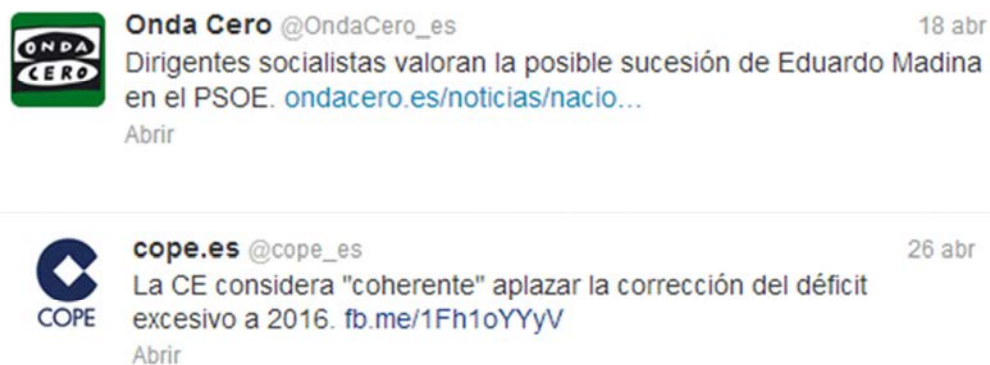 ONDA
CERO
Onda Cero @OndaCero_es 18 abr
Dirigentes socialistas valoran la posible sucesión de Eduardo Madina
en el PSOE. ondacero.es/noticias/nacio...
Abrir
COPE
cope.es @cope_es 26 abr
La CE considera "coherente" aplazar la corrección del déficit
excesivo a 2016. fb.me/1Fh1oYYyV
Abrir